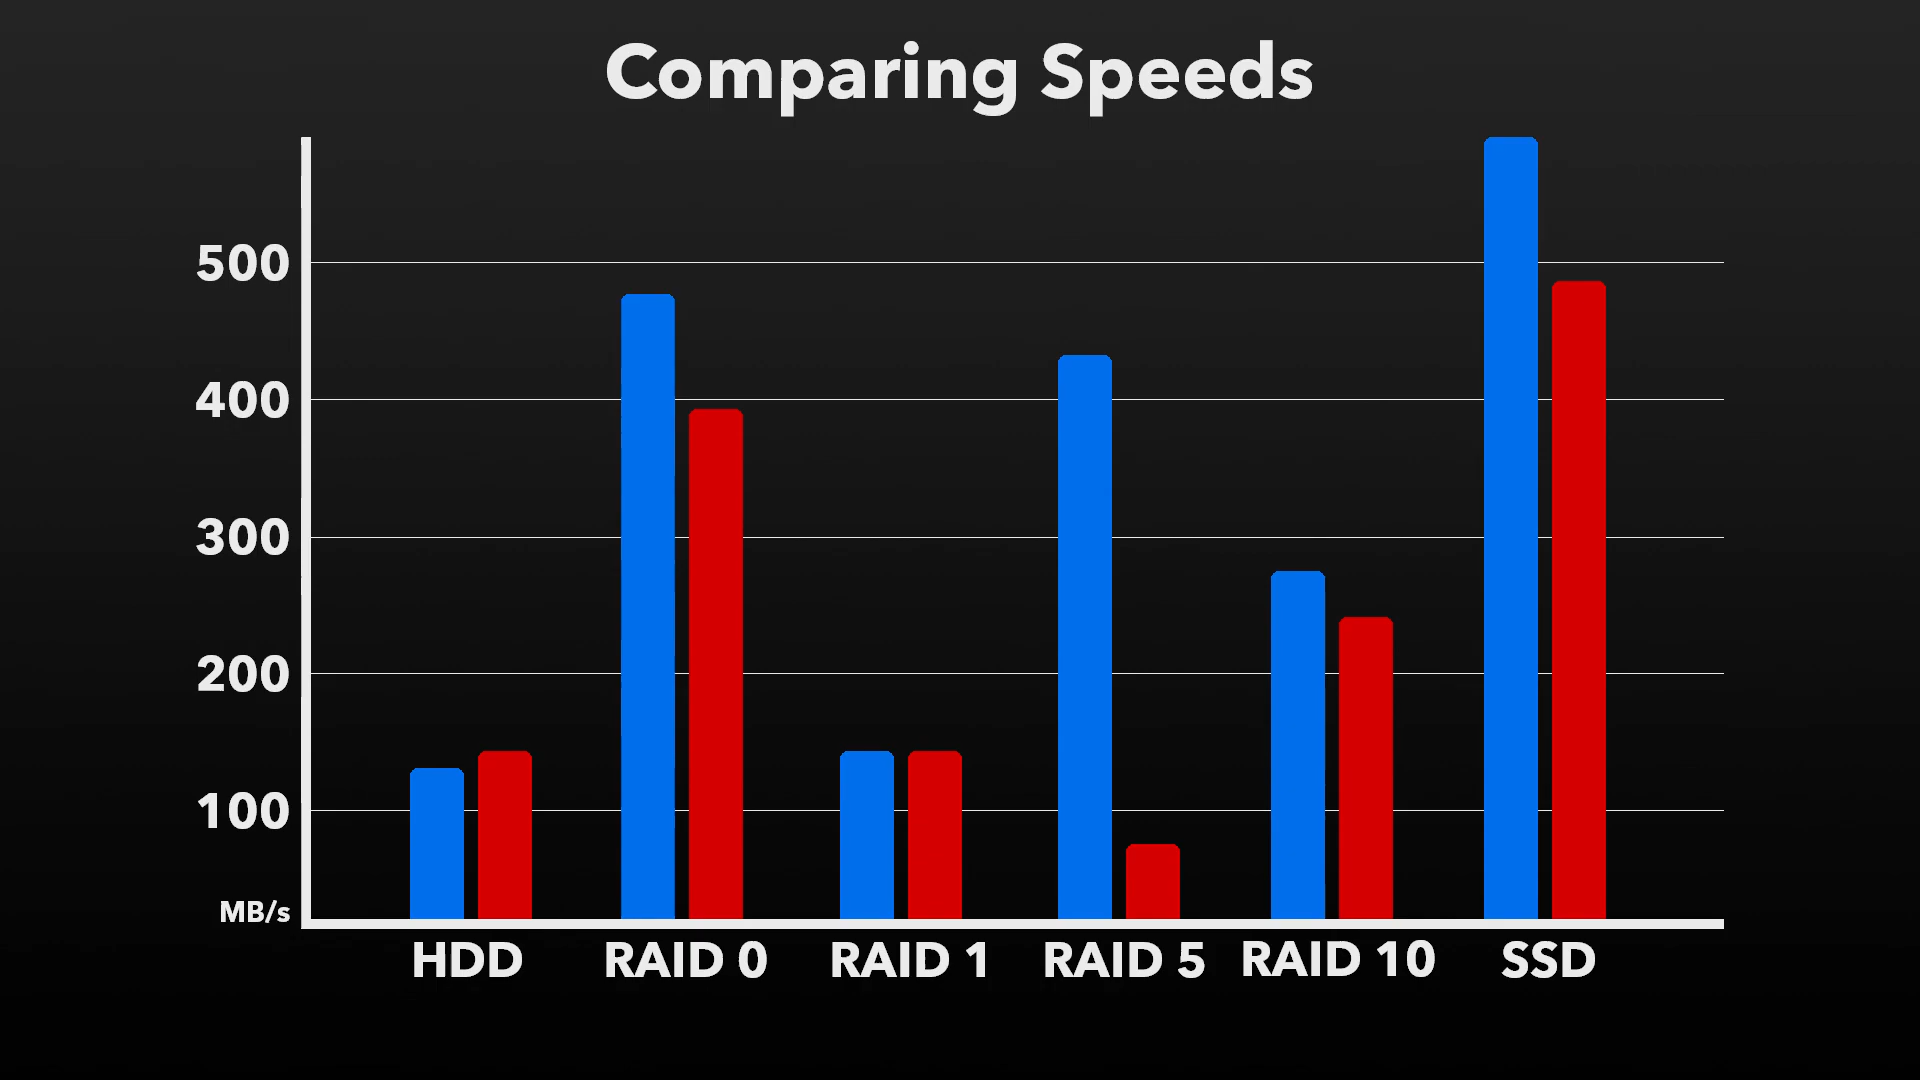 Comparing Speeds
500
400
300
200
100
MB/s
HDD RAID 0 RAID 1 RAID 5 RAID 10 SSD